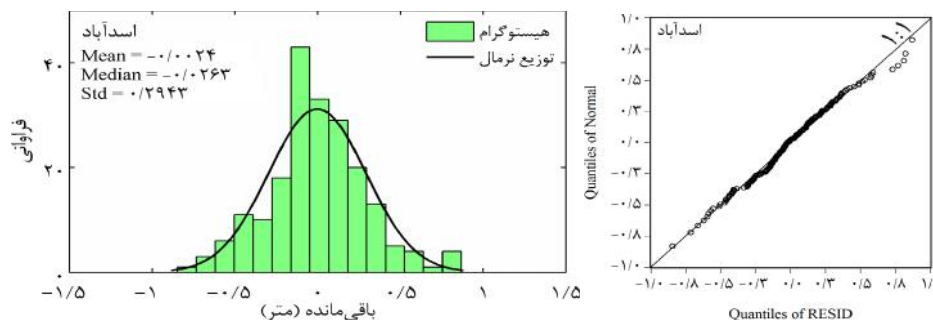 اسدآباد
Mean = -۰/۰۰۲۴
Median = -۰/۰۲۶۳
Std = ۰/۲۹۴۳
هیستوگرام
توزیع نرمال
فراوانی
۴۰
۲۰
۰
-۱/۵ -۱ -۰/۵ ۰ ۰/۵ ۱ ۱/۵
باقی‌مانده (متر)
اسدآباد
۱:۱
Quantiles of Normal
۱/۰
۰/۸
۰/۵
۰/۳
۰/۰
-۰/۳
-۰/۵
-۰/۸
-۱/۰
-۱/۰ -۰/۸ -۰/۵ -۰/۳ ۰/۰ ۰/۳ ۰/۵ ۰/۸ ۱/۰
Quantiles of RESID